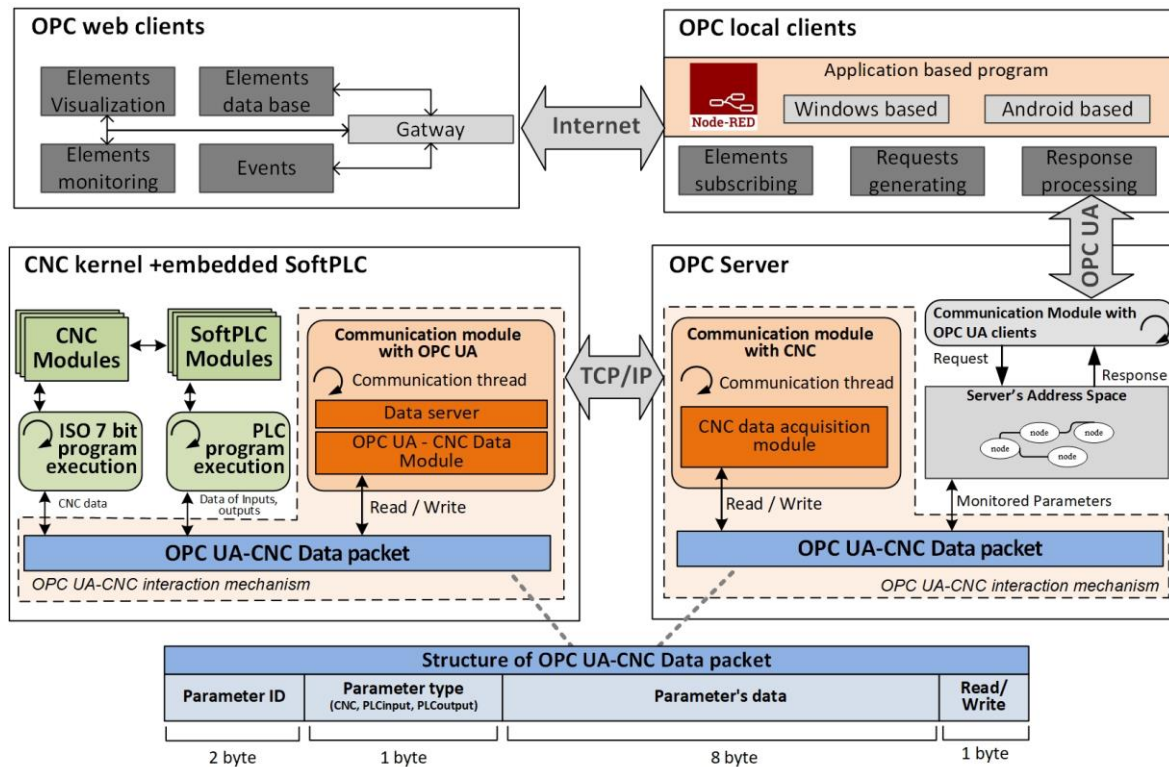 OPC web clients
Elements
Visualization
Elements
data base
Gatway
Elements
monitoring
Events
Internet
OPC local clients
Application based program
Node-RED
Windows based
Android based
Elements
subscribing
Requests
generating
Response
processing
OPC UA
CNC kernel +embedded SoftPLC
CNC
Modules
SoftPLC
Modules
ISO 7 bit
program
execution
PLC
program
execution
CNC data
Data of Inputs,
outputs
Communication module
with OPC UA
Communication thread
Data server
OPC UA - CNC Data
Module
Read / Write
OPC UA-CNC Data packet
OPC UA-CNC interaction mechanism
TCP/IP
OPC Server
Communication module
with CNC
Communication thread
CNC data acquisition
module
Read / Write
Communication Module with
OPC UA clients
Request
Response
Server's Address Space
node
node
node
node
Monitored Parameters
OPC UA-CNC Data packet
OPC UA-CNC interaction mechanism
Structure of OPC UA-CNC Data packet
Parameter ID
Parameter type
(CNC, PLCinput, PLCoutput)
Parameter's data
Read/
Write
2 byte
1 byte
8 byte
1 byte